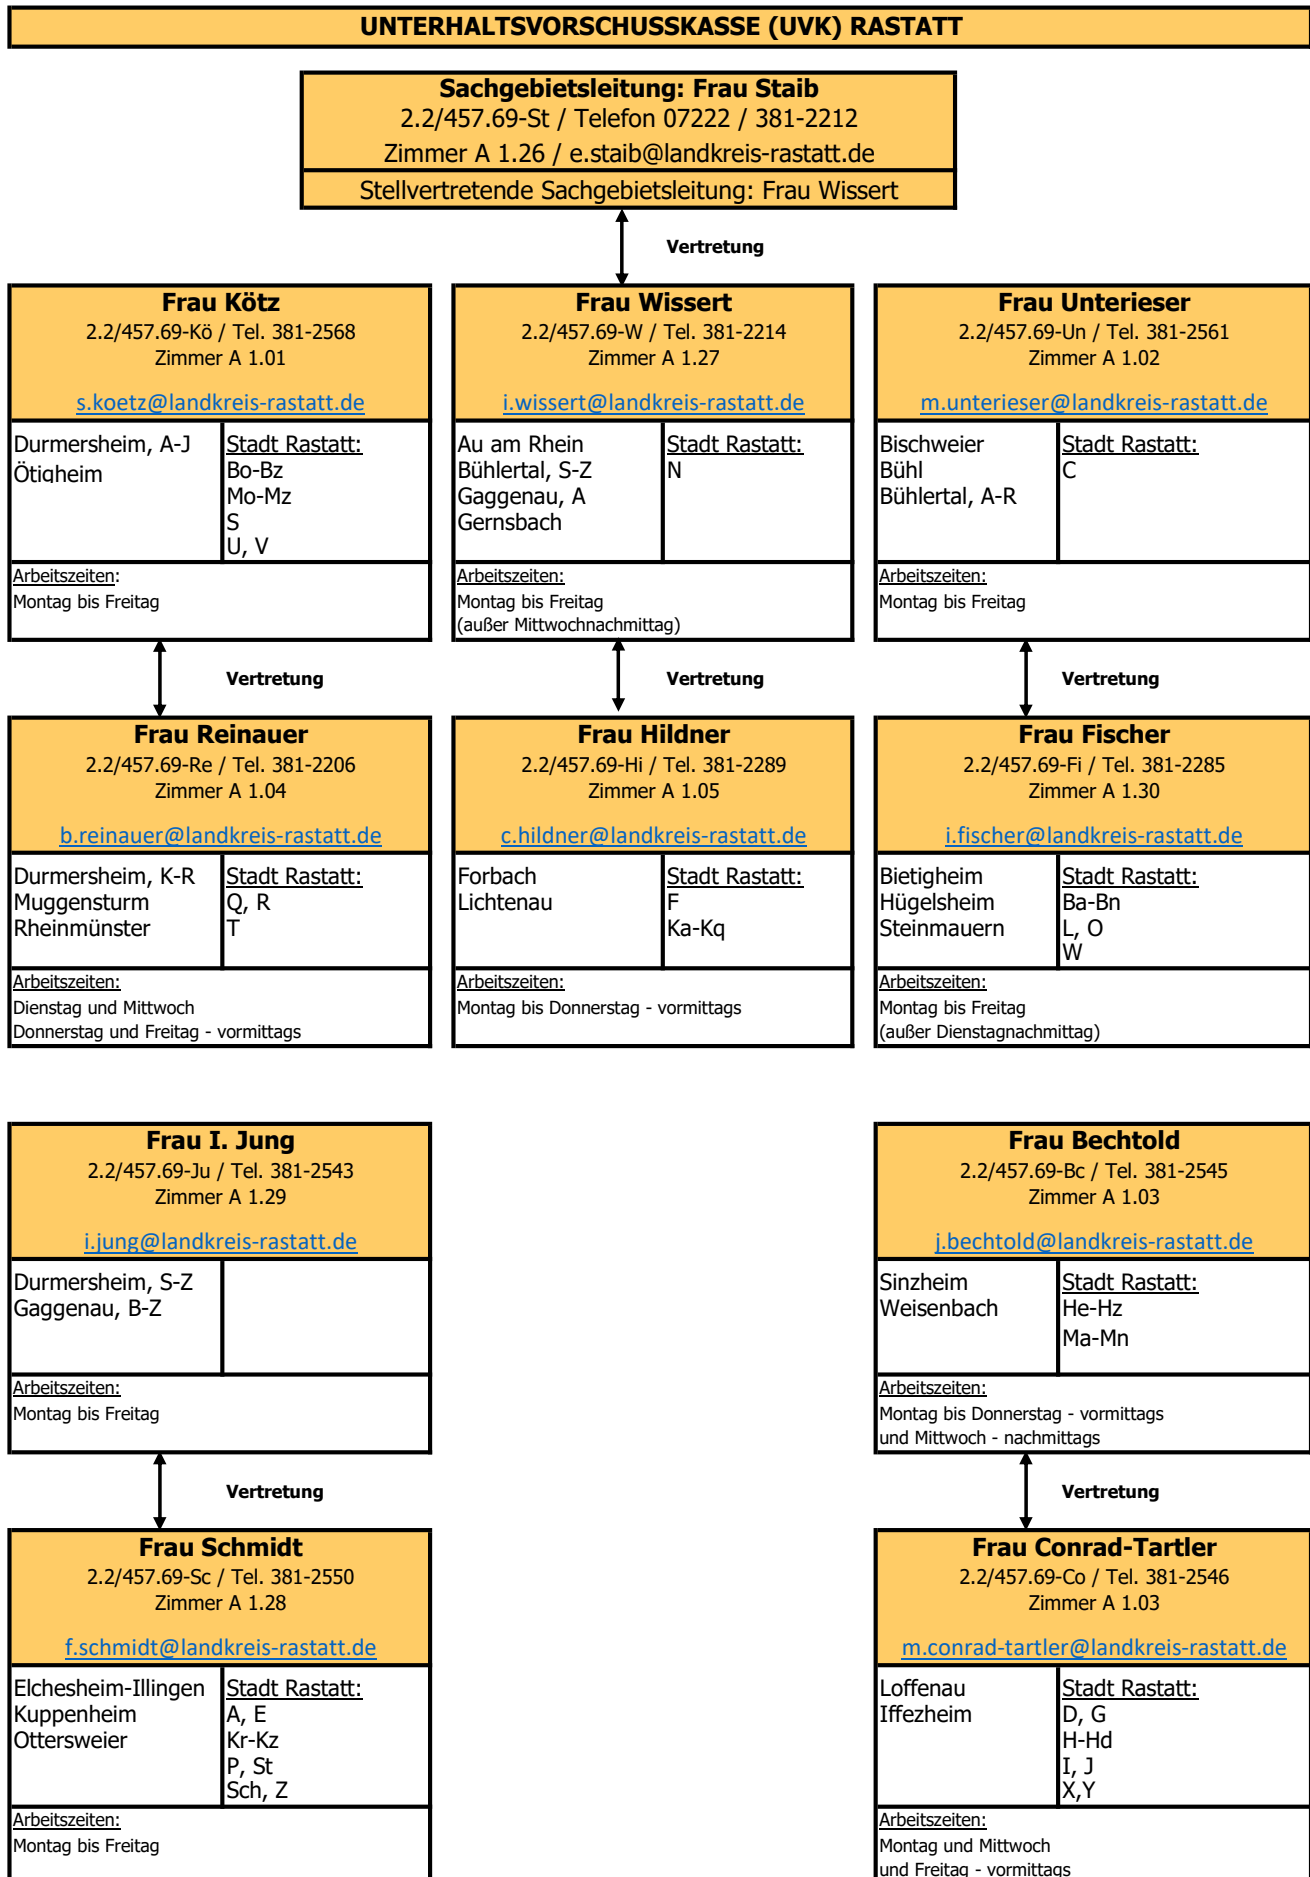 UNTERHALTSVORSCHUSSKASSE (UVK) RASTATT
Sachgebietsleitung: Frau Staib
2.2/457.69-St / Telefon 07222 / 381-2212
Zimmer A 1.26 / e.staib@landkreis-rastatt.de
Stellvertretende Sachgebietsleitung: Frau Wissert
Vertretung
Frau Kötz
2.2/457.69-Kö / Tel. 381-2568
Zimmer A 1.01
s.koetz@landkreis-rastatt.de
Durmersheim, A-J
Ötigheim
Stadt Rastatt:
Bo-Bz
Mo-Mz
S
U, V
Arbeitszeiten:
Montag bis Freitag
Frau Wissert
2.2/457.69-W / Tel. 381-2214
Zimmer A 1.27
i.wissert@landkreis-rastatt.de
Au am Rhein
Bühlertal, S-Z
Gaggenau, A
Gernsbach
Stadt Rastatt:
N
Arbeitszeiten:
Montag bis Freitag
(außer Mittwochnachmittag)
Frau Unterieser
2.2/457.69-Un / Tel. 381-2561
Zimmer A 1.02
m.unterieser@landkreis-rastatt.de
Bischweier
Bühl
Bühlertal, A-R
Stadt Rastatt:
C
Arbeitszeiten:
Montag bis Freitag
Vertretung
Vertretung
Vertretung
Frau Reinauer
2.2/457.69-Re / Tel. 381-2206
Zimmer A 1.04
b.reinauer@landkreis-rastatt.de
Durmersheim, K-R
Muggensturm
Rheinmünster
Stadt Rastatt:
Q, R
T
Arbeitszeiten:
Dienstag und Mittwoch
Donnerstag und Freitag - vormittags
Frau Hildner
2.2/457.69-Hi / Tel. 381-2289
Zimmer A 1.05
c.hildner@landkreis-rastatt.de
Forbach
Lichtenau
Stadt Rastatt:
F
Ka-Kq
Arbeitszeiten:
Montag bis Donnerstag - vormittags
Frau Fischer
2.2/457.69-Fi / Tel. 381-2285
Zimmer A 1.30
i.fischer@landkreis-rastatt.de
Bietigheim
Hügelsheim
Steinmauern
Stadt Rastatt:
Ba-Bn
L, O
W
Arbeitszeiten:
Montag bis Freitag
(außer Dienstagnachmittag)
Frau I. Jung
2.2/457.69-Ju / Tel. 381-2543
Zimmer A 1.29
i.jung@landkreis-rastatt.de
Durmersheim, S-Z
Gaggenau, B-Z
Arbeitszeiten:
Montag bis Freitag
Frau Bechtold
2.2/457.69-Bc / Tel. 381-2545
Zimmer A 1.03
j.bechtold@landkreis-rastatt.de
Sinzheim
Weisenbach
Stadt Rastatt:
He-Hz
Ma-Mn
Arbeitszeiten:
Montag bis Donnerstag - vormittags
und Mittwoch - nachmittags
Vertretung
Vertretung
Frau Schmidt
2.2/457.69-Sc / Tel. 381-2550
Zimmer A 1.28
f.schmidt@landkreis-rastatt.de
Elchesheim-Illingen
Kuppenheim
Ottersweier
Stadt Rastatt:
A, E
Kr-Kz
P, St
Sch, Z
Arbeitszeiten:
Montag bis Freitag
Frau Conrad-Tartler
2.2/457.69-Co / Tel. 381-2546
Zimmer A 1.03
m.conrad-tartler@landkreis-rastatt.de
Loffenau
Iffezheim
Stadt Rastatt:
D, G
H-Hd
I, J
X,Y
Arbeitszeiten:
Montag und Mittwoch
und Freitag - vormittags